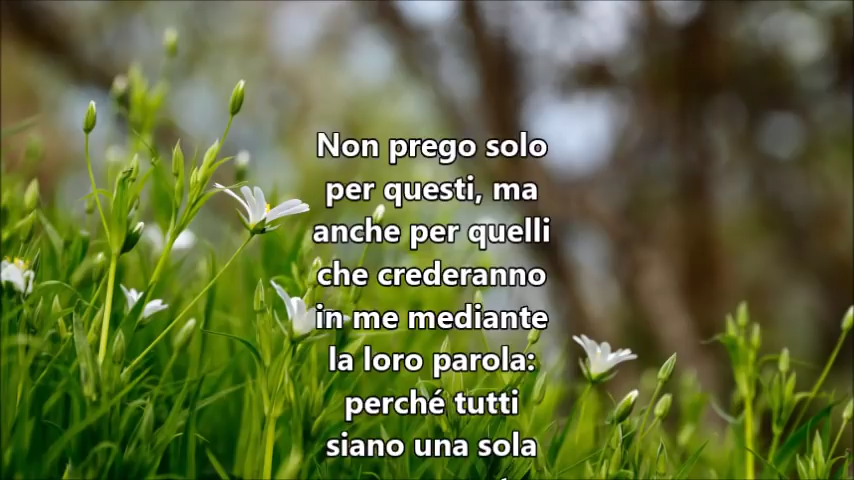 Non prego solo
per questi, ma
anche per quelli
che crederanno
in me mediante
la loro parola:
perché tutti
siano una sola